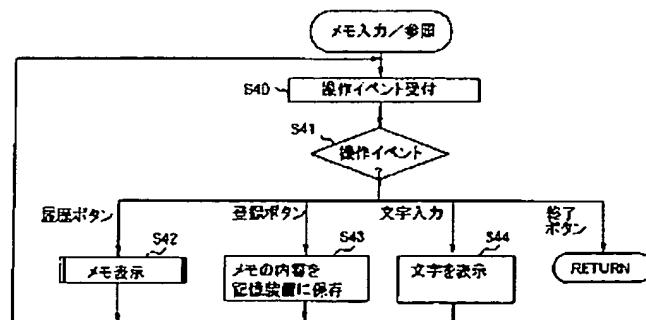 メモ入力／参照
S40
操作イベント受付
S41
操作イベント
?
履歴ボタン
登録ボタン
文字入力
終了
ボタン
S42
S43
S44
メモ表示
メモの内容を
記憶装置に保存
文字を表示
RETURN